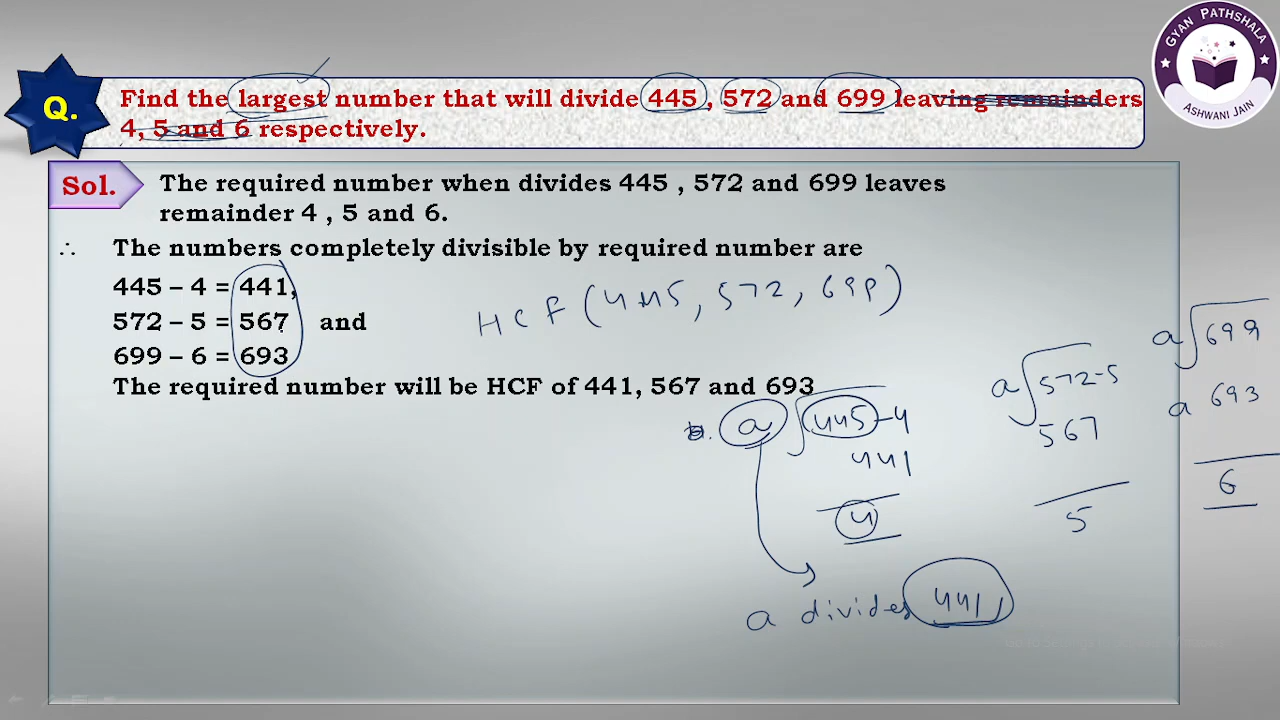 GYAN PATHSHALA
ASHWANI JAIN
Q.
Find the largest number that will divide 445 , 572 and 699 leaving remainders
4, 5 and 6 respectively.
Sol.
The required number when divides 445 , 572 and 699 leaves
remainder 4 , 5 and 6.
∴ The numbers completely divisible by required number are
445 – 4 = 441,
572 – 5 = 567 and
699 – 6 = 693
The required number will be HCF of 441, 567 and 693
HCF (445, 572, 699)
a 445-4
441
4
a 572-5
567
5
a 699
a 693
6
a divides 441,